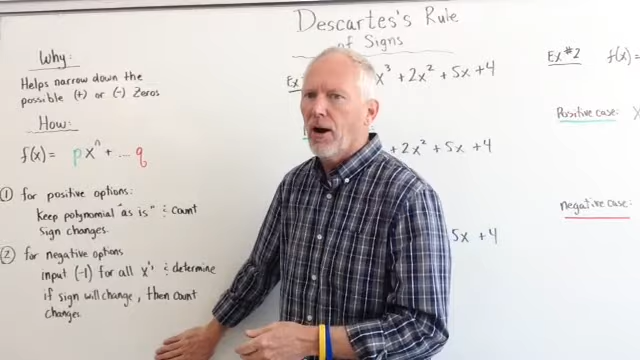 Descartes's Rule
of Signs
Why:
Helps narrow down the
possible (+) or (-) Zeros
How:
f(x) = px^n + ... q
① for positive options:
Keep polynomial "as is" & count
Sign changes.
② for negative options
input (-1) for all x's & determine
if sign will change, then count
changes.
Ex
x^3 + 2x^2 + 5x + 4
+ 2x^2 + 5x + 4
5x + 4
Ex #2 f(x) =
Positive case: x
negative case: